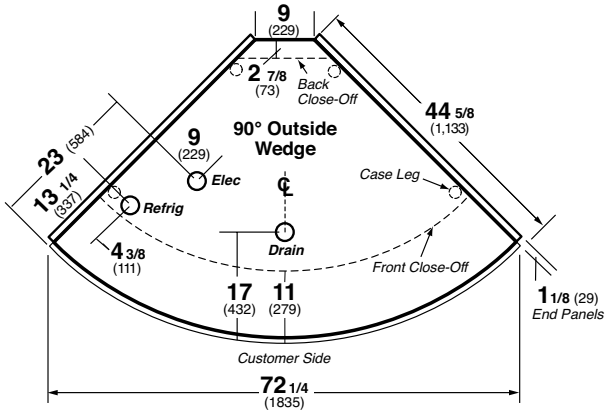 9
(229)
2 7/8
(73)
Back
Close-Off
44 5/8
(1,133)
90° Outside
Wedge
9
(229)
Elec
23 (584)
13 1/4
(337)
Refrig
Case Leg
℄
Drain
4 3/8
(111)
Front Close-Off
17
(432)
11
(279)
1 1/8 (29)
End Panels
Customer Side
72 1/4
(1835)